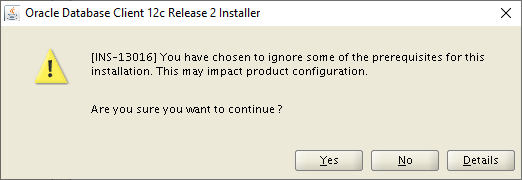 Oracle Database Client 12c Release 2 Installer
[INS-13016] You have chosen to ignore some of the prerequisites for this
installation. This may impact product configuration.
Are you sure you want to continue?
Yes
No
Details